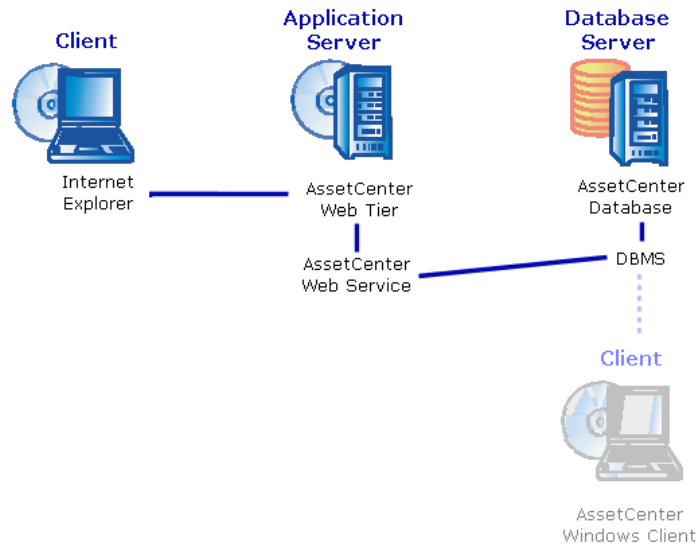 Client
Application
Server
Database
Server
Internet
Explorer
AssetCenter
Web Tier
AssetCenter
Database
AssetCenter
Web Service
DBMS
Client
AssetCenter
Windows Client